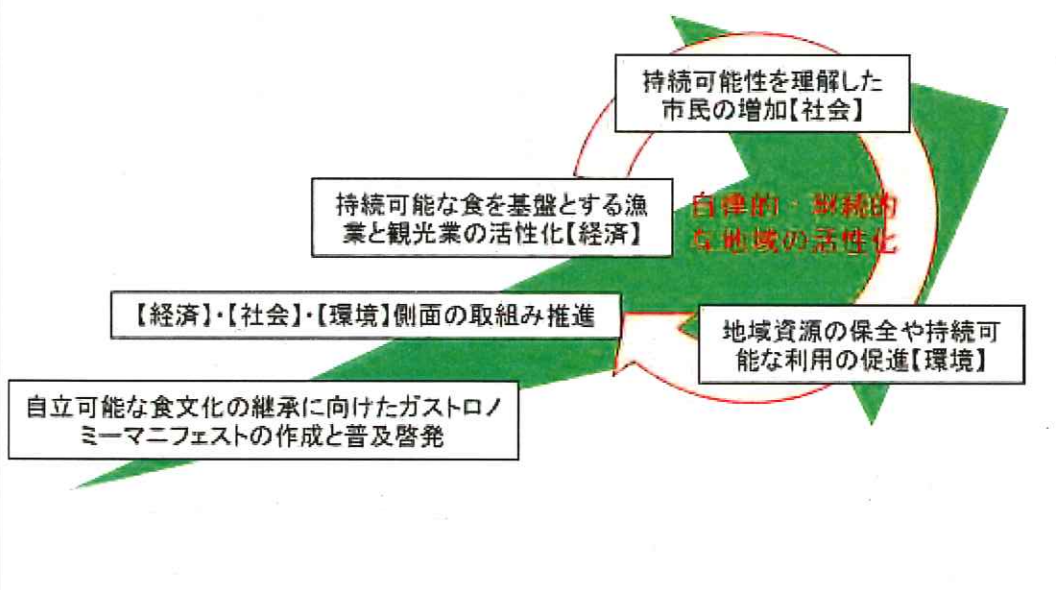 持続可能性を理解した
市民の増加【社会】
持続可能な食を基盤とする漁
業と観光業の活性化【経済】
自律的・継続的
な地域の活性化
【経済】・【社会】・【環境】側面の取組み推進
地域資源の保全や持続可
能な利用の促進【環境】
自立可能な食文化の継承に向けたガストロノ
ミーマニフェストの作成と普及啓発